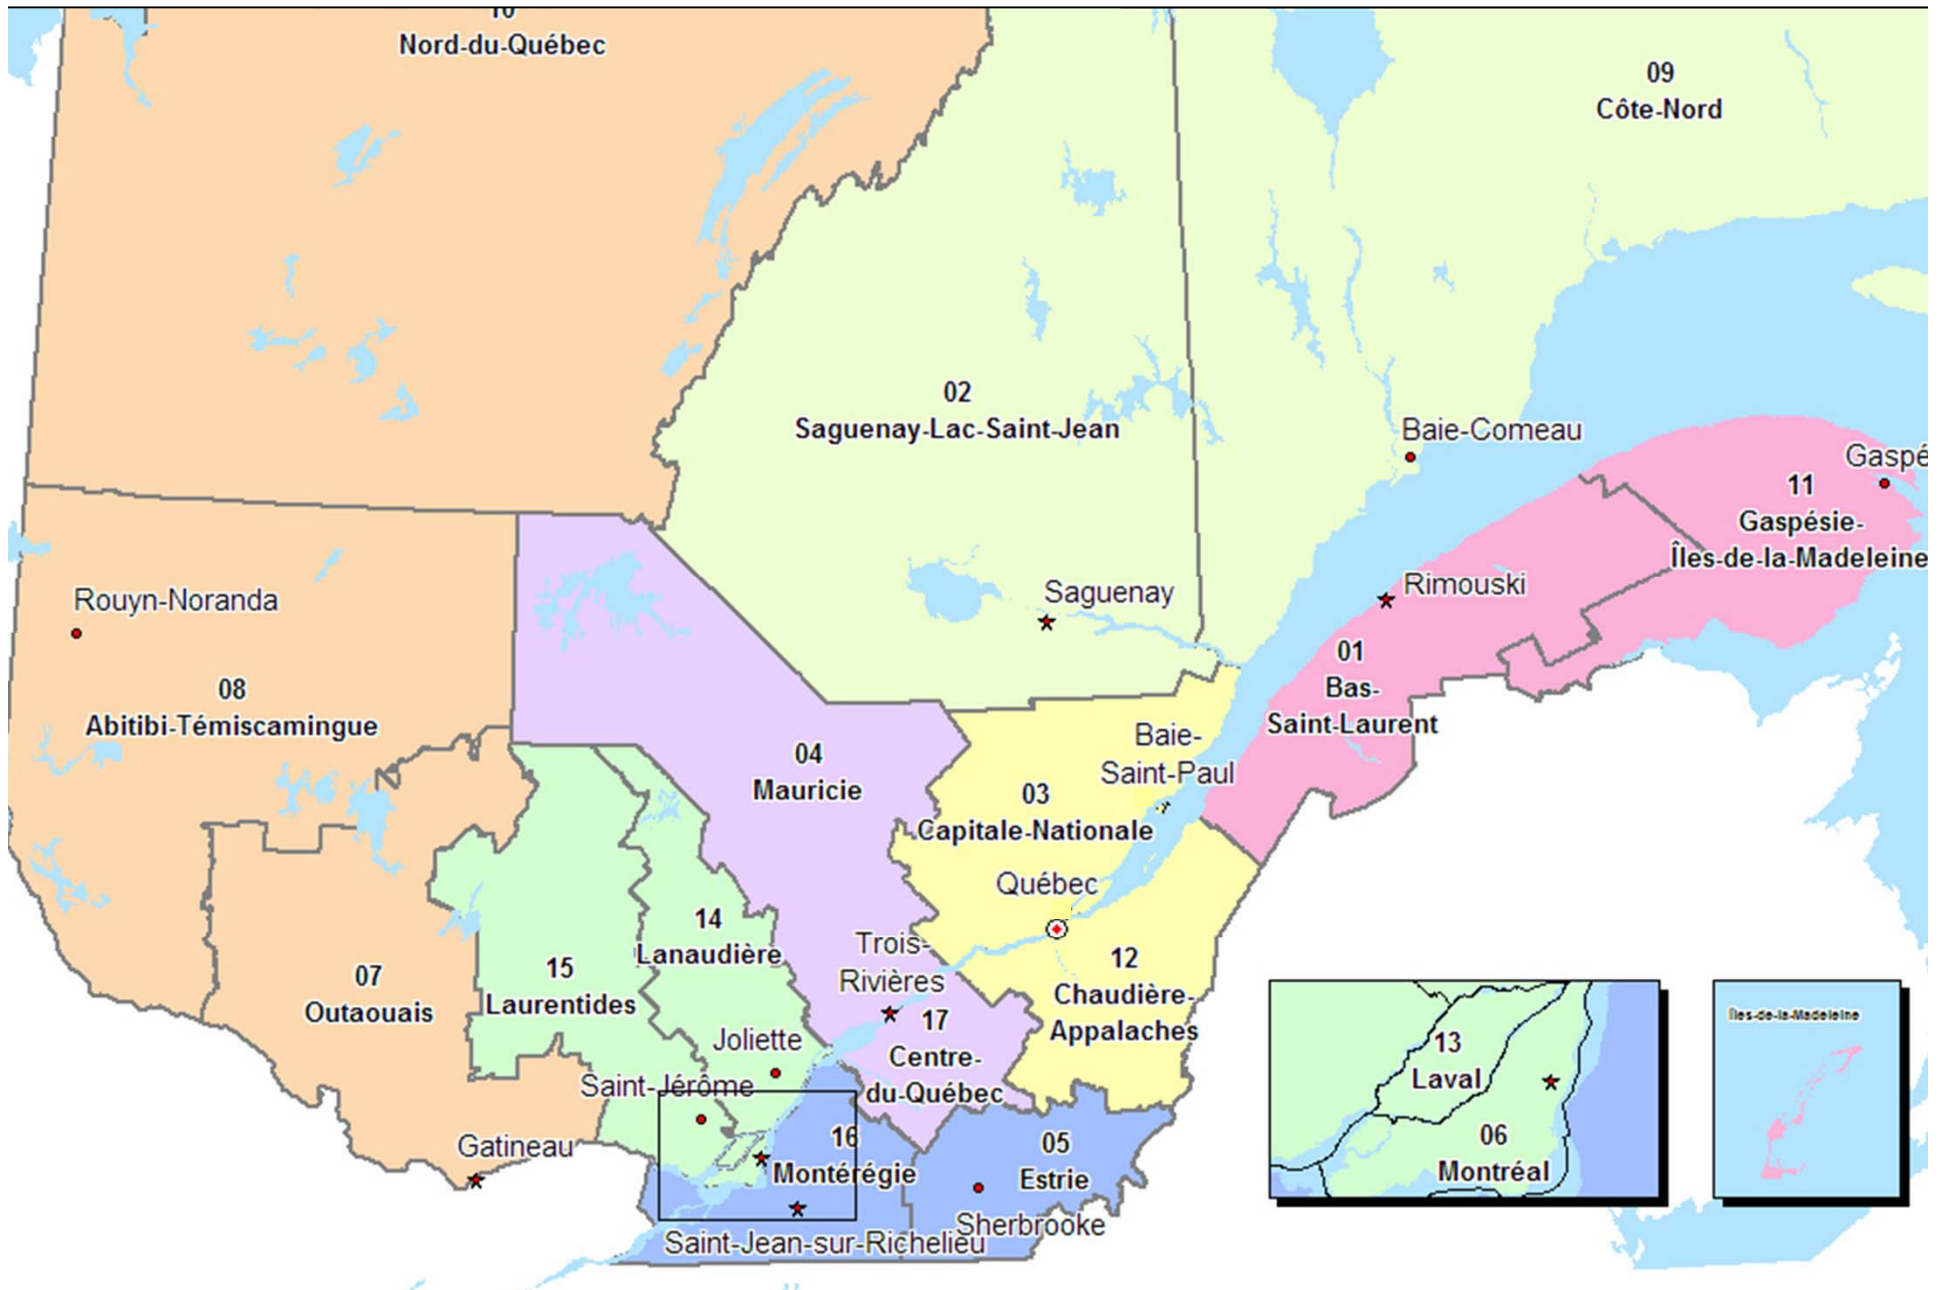 10
Nord-du-Québec
09
Côte-Nord
02
Saguenay-Lac-Saint-Jean
Baie-Comeau
Gaspé
11
Gaspésie-
Îles-de-la-Madeleine
Rouyn-Noranda
Saguenay
Rimouski
01
Bas-
Saint-Laurent
08
Abitibi-Témiscamingue
04
Mauricie
Baie-
Saint-Paul
03
Capitale-Nationale
Québec
14
Lanaudière
Trois-
Rivières
12
Chaudière-
Appalaches
07
Outaouais
15
Laurentides
17
Centre-
du-Québec
Joliette
Saint-Jérôme
Gatineau
16
Montérégie
05
Estrie
Sherbrooke
Saint-Jean-sur-Richelieu
13
Laval
06
Montréal
Îles-de-la-Madeleine